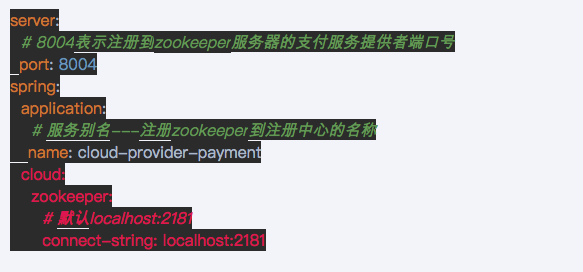 server:
# 8004表示注册到zookeeper服务器的支付服务提供者端口号
port: 8004
spring:
application:
# 服务别名---注册zookeeper到注册中心的名称
name: cloud-provider-payment
cloud:
zookeeper:
# 默认localhost:2181
connect-string: localhost:2181